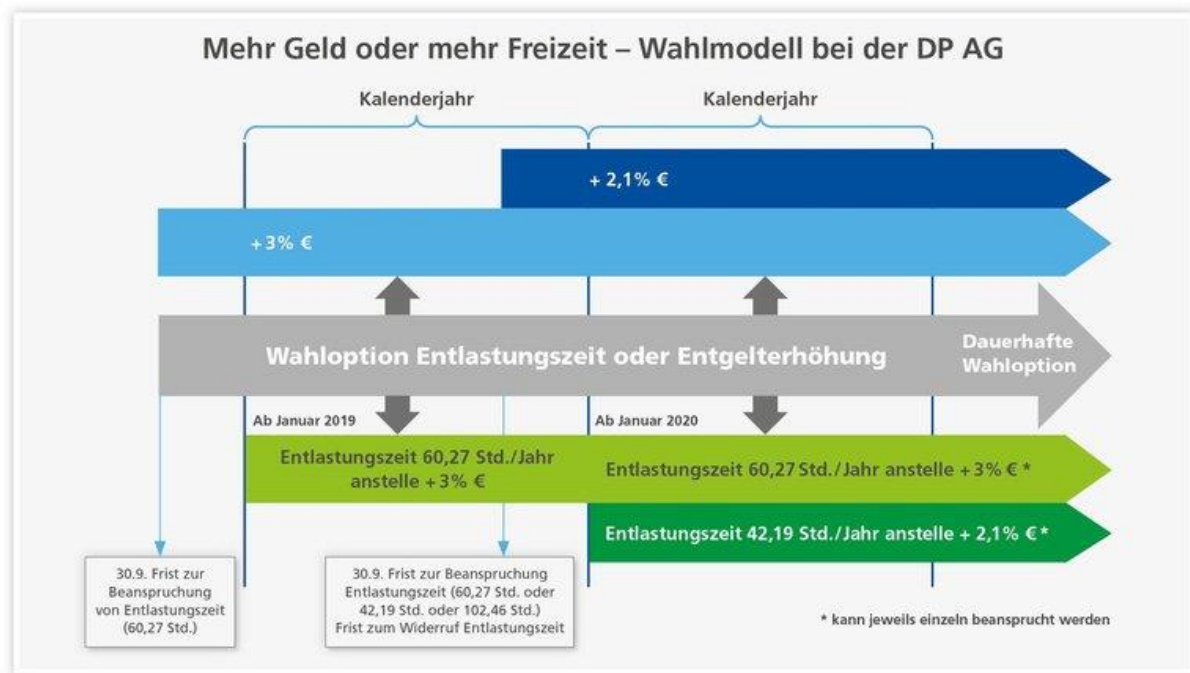 Mehr Geld oder mehr Freizeit – Wahlmodell bei der DP AG
Kalenderjahr
Kalenderjahr
+ 2,1% €
+ 3% €
Wahloption Entlastungszeit oder Entgelterhöhung
Dauerhafte
Wahloption
Ab Januar 2019
Ab Januar 2020
Entlastungszeit 60,27 Std./Jahr
anstelle + 3% €
Entlastungszeit 60,27 Std./Jahr anstelle + 3% € *
Entlastungszeit 42,19 Std./Jahr anstelle + 2,1% € *
30.9. Frist zur
Beanspruchung
von Entlastungszeit
(60,27 Std.)
30.9. Frist zur Beanspruchung
Entlastungszeit (60,27 Std. oder
42,19 Std. oder 102,46 Std.)
Frist zum Widerruf Entlastungszeit
* kann jeweils einzeln beansprucht werden